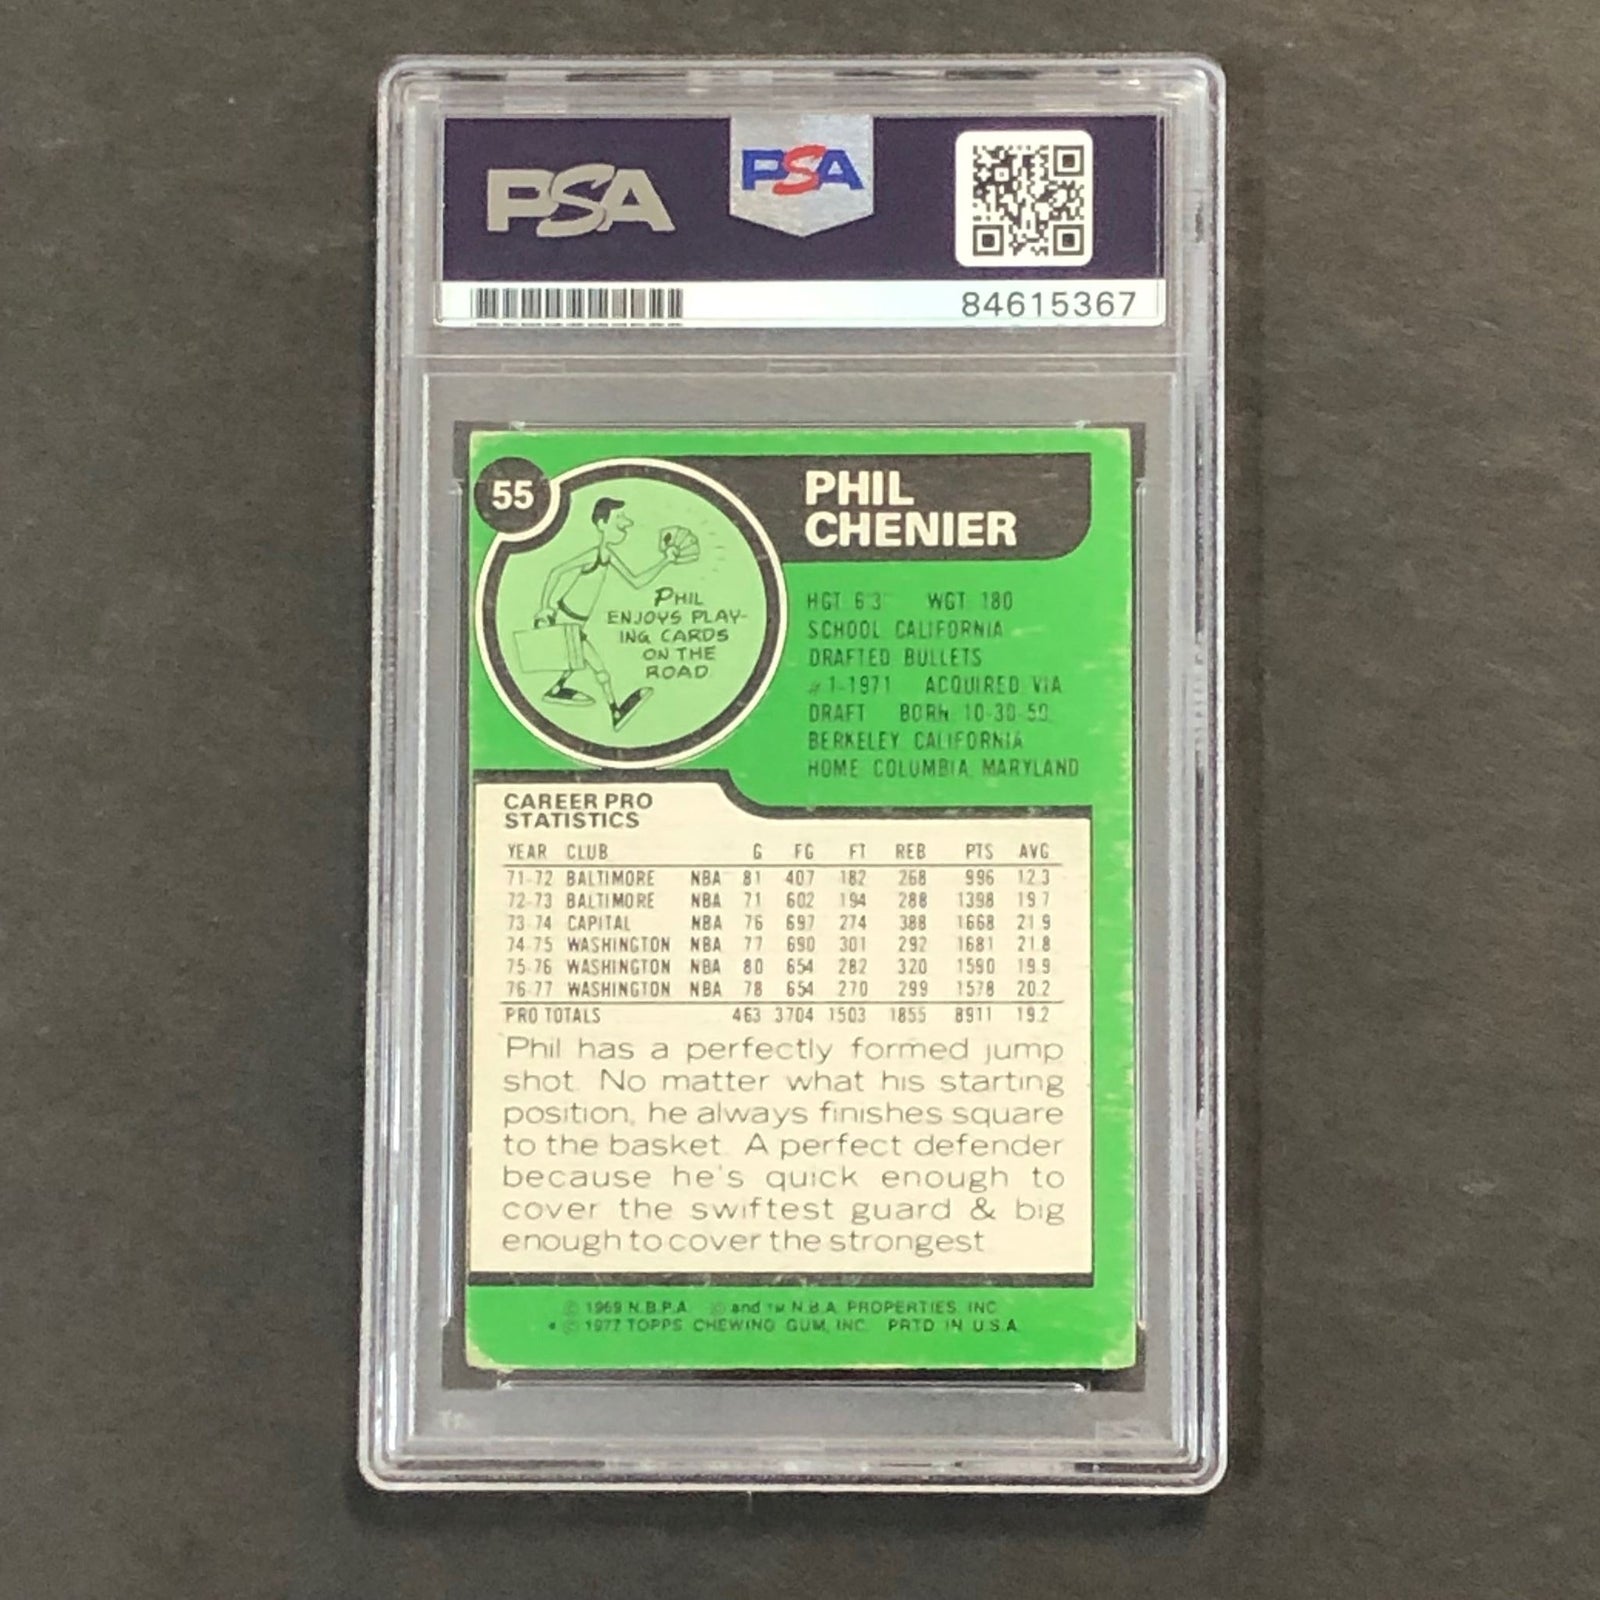 PSA
PSA
84615367
55
PHIL
CHENIER
PHIL
ENJOYS PLAY-
ING CARDS
ON THE
ROAD
HGT 6'3" WGT 180
SCHOOL CALIFORNIA
DRAFTED BULLETS
#1-1971 ACQUIRED VIA
DRAFT BORN 10-30-50
BERKELEY, CALIFORNIA
HOME COLUMBIA, MARYLAND
CAREER PRO
STATISTICS
YEAR CLUB G FG FT REB PTS AVG
71-72 BALTIMORE NBA 81 407 182 268 996 12.3
72-73 BALTIMORE NBA 71 602 194 288 1398 19.7
73-74 CAPITAL NBA 76 697 274 388 1668 21.9
74-75 WASHINGTON NBA 77 690 301 292 1681 21.8
75-76 WASHINGTON NBA 80 654 282 320 1590 19.9
76-77 WASHINGTON NBA 78 654 270 299 1578 20.2
PRO TOTALS 463 3704 1503 1855 8911 19.2
Phil has a perfectly formed jump
shot. No matter what his starting
position, he always finishes square
to the basket. A perfect defender
because he's quick enough to
cover the swiftest guard & big
enough to cover the strongest
© 1969 N.B.P.A. © and ™ N.B.A. PROPERTIES, INC.
* © 1977 TOPPS CHEWING GUM, INC. PRTD IN U.S.A.